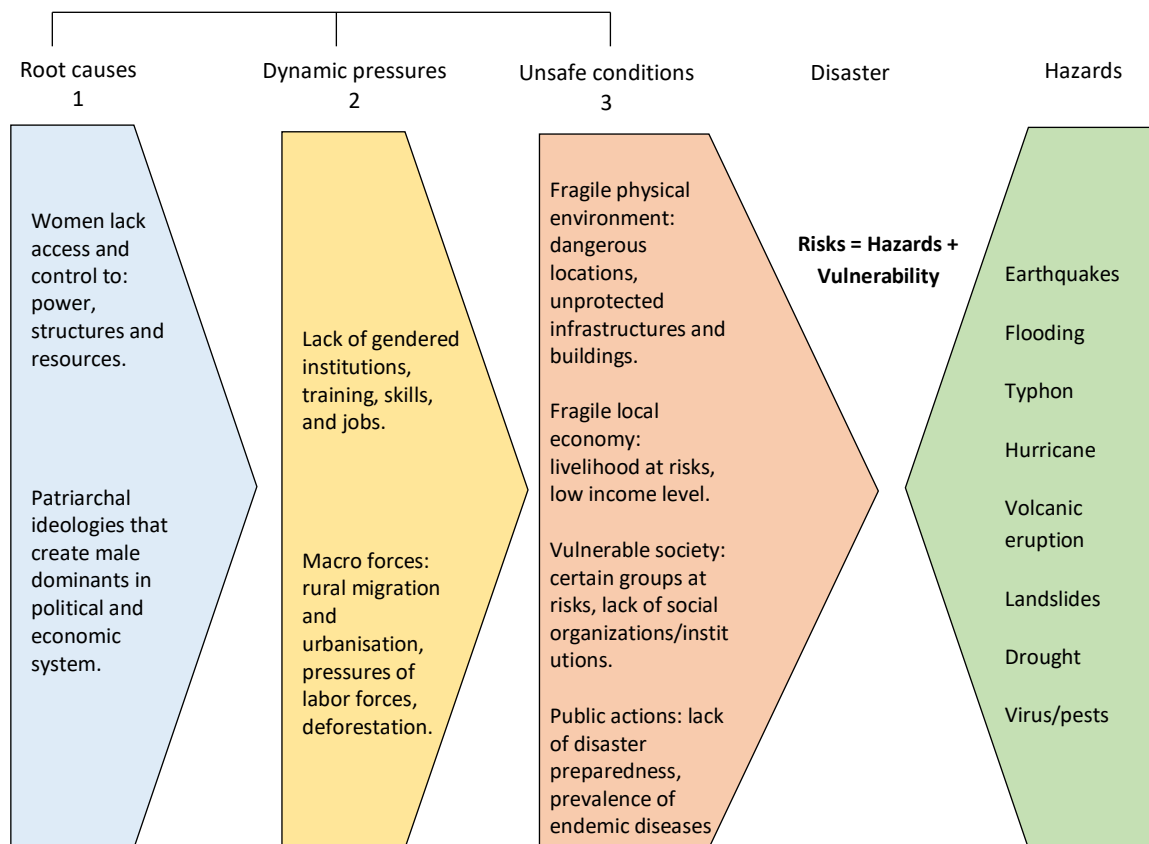 Root causes
1
Dynamic pressures
2
Unsafe conditions
3
Disaster
Hazards
Women lack
access and
control to:
power,
structures and
resources.
Patriarchal
ideologies that
create male
dominants in
political and
economic
system.
Lack of gendered
institutions,
training, skills,
and jobs.
Macro forces:
rural migration
and
urbanisation,
pressures of
labor forces,
deforestation.
Fragile physical
environment:
dangerous
locations,
unprotected
infrastructures and
buildings.
Fragile local
economy:
livelihood at risks,
low income level.
Vulnerable society:
certain groups at
risks, lack of social
organizations/instit
utions.
Public actions: lack
of disaster
preparedness,
prevalence of
endemic diseases
Risks = Hazards +
Vulnerability
Earthquakes
Flooding
Typhon
Hurricane
Volcanic
eruption
Landslides
Drought
Virus/pests